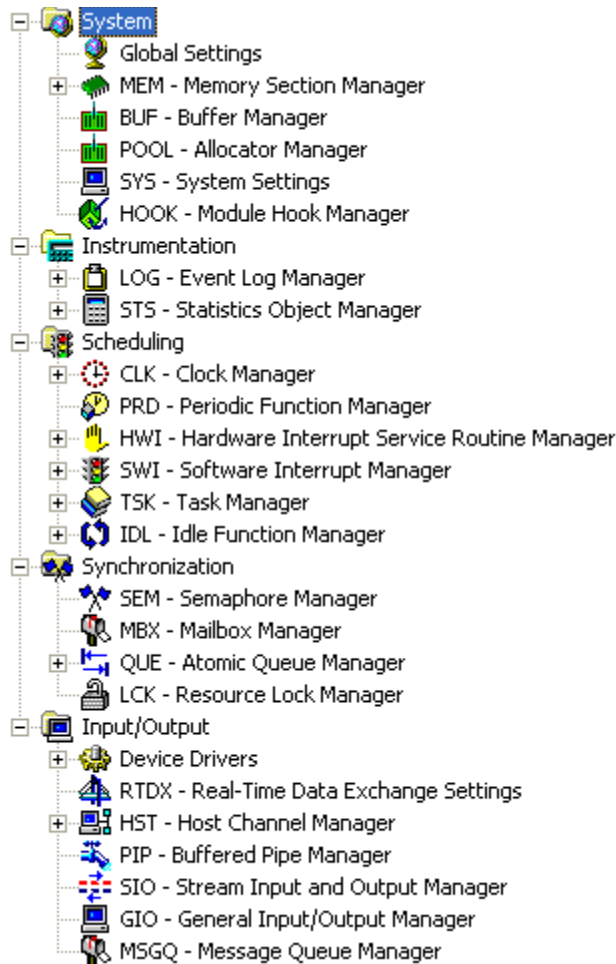 System
Global Settings
MEM - Memory Section Manager
BUF - Buffer Manager
POOL - Allocator Manager
SYS - System Settings
HOOK - Module Hook Manager
Instrumentation
LOG - Event Log Manager
STS - Statistics Object Manager
Scheduling
CLK - Clock Manager
PRD - Periodic Function Manager
HWI - Hardware Interrupt Service Routine Manager
SWI - Software Interrupt Manager
TSK - Task Manager
IDL - Idle Function Manager
Synchronization
SEM - Semaphore Manager
MBX - Mailbox Manager
QUE - Atomic Queue Manager
LCK - Resource Lock Manager
Input/Output
Device Drivers
RTDX - Real-Time Data Exchange Settings
HST - Host Channel Manager
PIP - Buffered Pipe Manager
SIO - Stream Input and Output Manager
GIO - General Input/Output Manager
MSGQ - Message Queue Manager